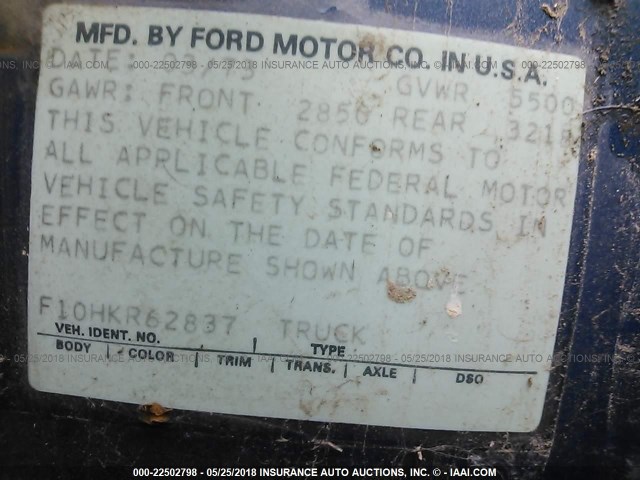 MFD. BY FORD MOTOR CO. IN U.S.A.
DATE: GVWR 5500
GAWR: FRONT 2850 REAR
THIS VEHICLE CONFORMS TO
ALL APPLICABLE FEDERAL MOTOR
VEHICLE SAFETY STANDARDS IN
EFFECT ON THE DATE OF
MANUFACTURE SHOWN ABOVE
F10HKR62837 TRUCK
VEH. IDENT. NO. TYPE
BODY COLOR TRIM TRANS. AXLE DSO
000-22502798 - 05/25/2018 INSURANCE AUTO AUCTIONS, INC. © - IAAI.COM